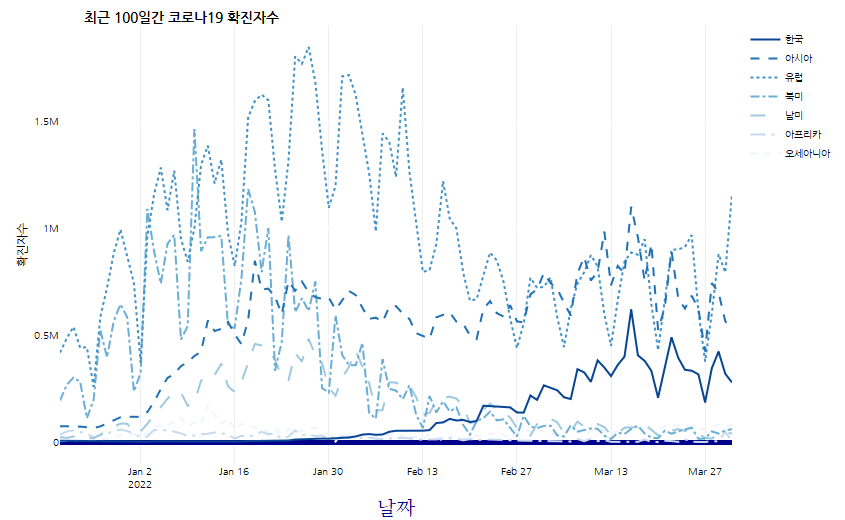 최근 100일간 코로나19 확진자수
한국
아시아
유럽
북미
남미
아프리카
오세아니아
1.5M
1M
0.5M
0
확진자수
Jan 2
2022
Jan 16
Jan 30
Feb 13
Feb 27
Mar 13
Mar 27
날짜